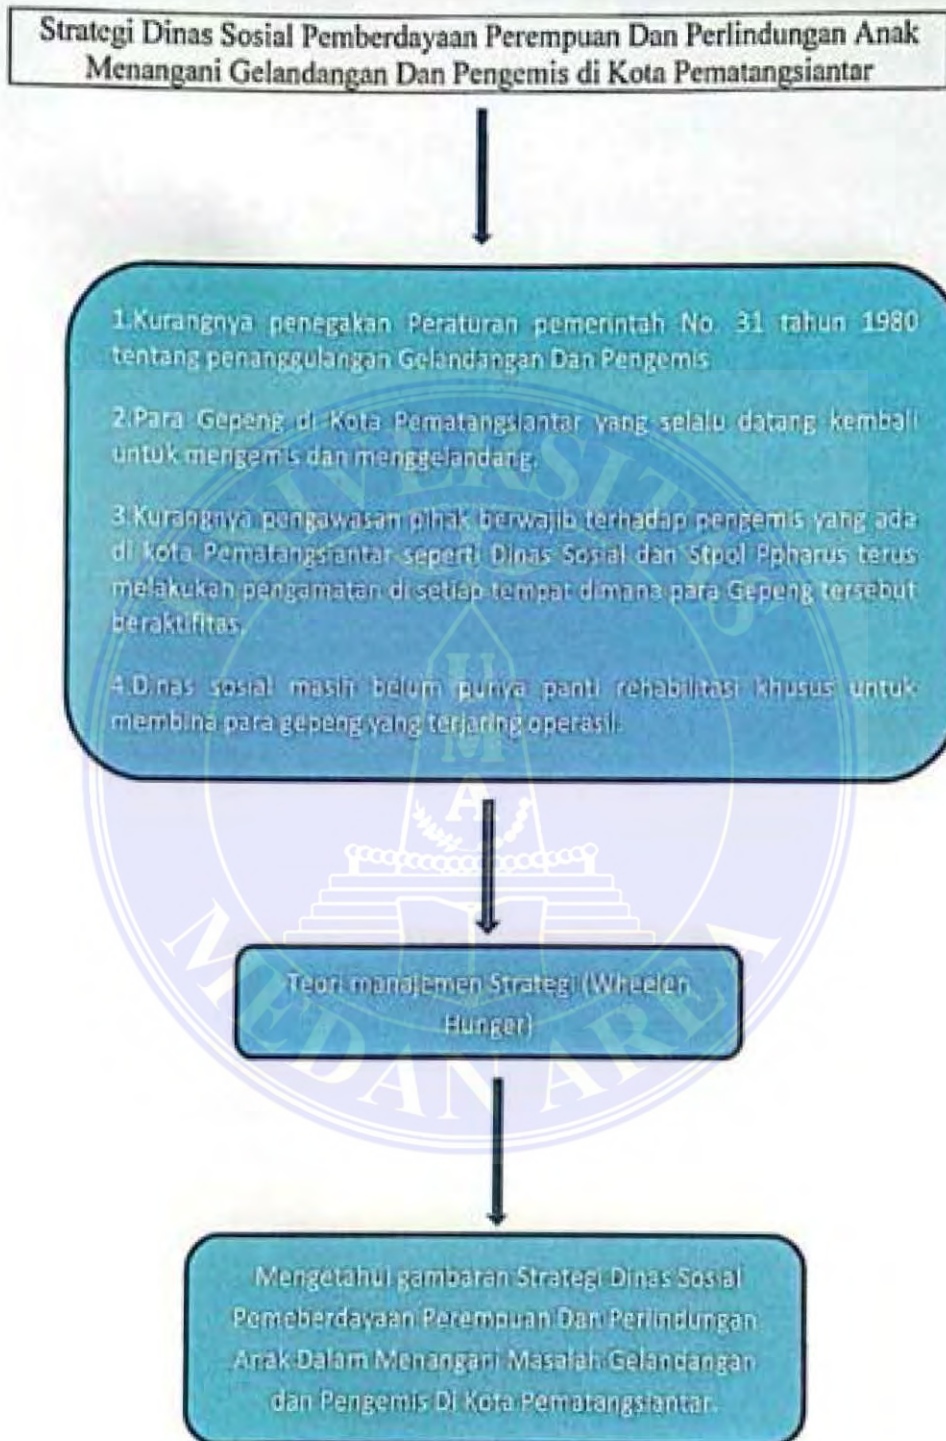 Strategi Dinas Sosial Pemberdayaan Perempuan Dan Perlindungan Anak
Menangani Gelandangan Dan Pengemis di Kota Pematangsiantar
1.Kurangnya penegakan Peraturan pemerintah No. 31 tahun 1980
tentang penanggulangan Gelandangan Dan Pengemis
2.Para Gepeng di Kota Pematangsiantar yang selalu datang kembali
untuk mengemis dan menggelandang.
3.Kurangnya pengawasan pihak berwajib terhadap pengemis yang ada
di kota Pematangsiantar seperti Dinas Sosial dan Stpol Ppharus terus
melakukan pengamatan di setiap tempat dimana para Gepeng tersebut
beraktifitas.
4.Dinas sosial masih belum punya panti rehabilitasi khusus untuk
membina para gepeng yang terjaring operasil.
UNIVERSITAS
UMA
Teori manajemen Strategi (Wheelen
Hunger)
MEDAN AREA
Mengetahui gambaran Strategi Dinas Sosial
Pemeberdayaan Perempuan Dan Perlindungan
Anak Dalam Menangani Masalah Gelandangan
dan Pengemis Di Kota Pematangsiantar.